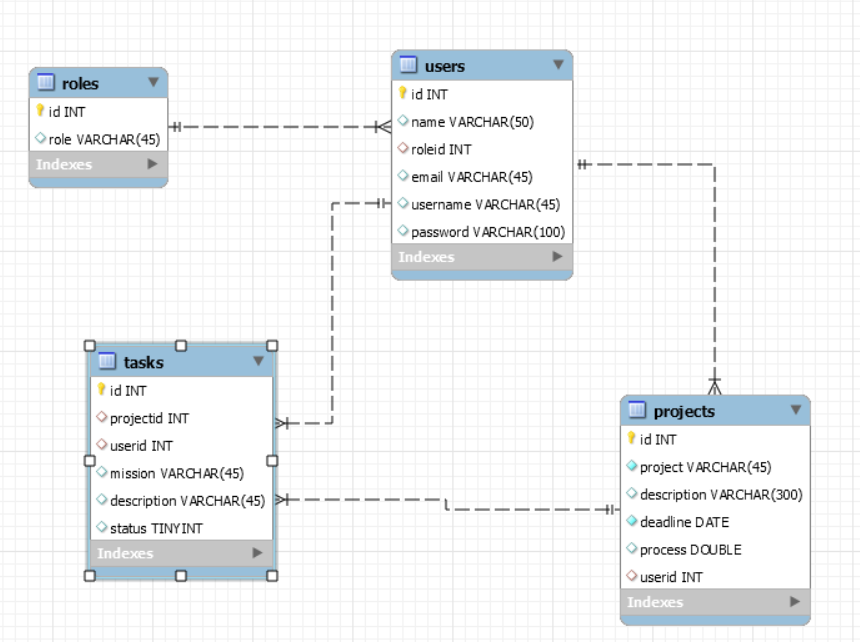 roles
id INT
role VARCHAR(45)
Indexes
users
id INT
name VARCHAR(50)
roleid INT
email VARCHAR(45)
username VARCHAR(45)
password VARCHAR(100)
Indexes
tasks
id INT
projectid INT
userid INT
mission VARCHAR(45)
description VARCHAR(45)
status TINYINT
Indexes
projects
id INT
project VARCHAR(45)
description VARCHAR(300)
deadline DATE
process DOUBLE
userid INT
Indexes